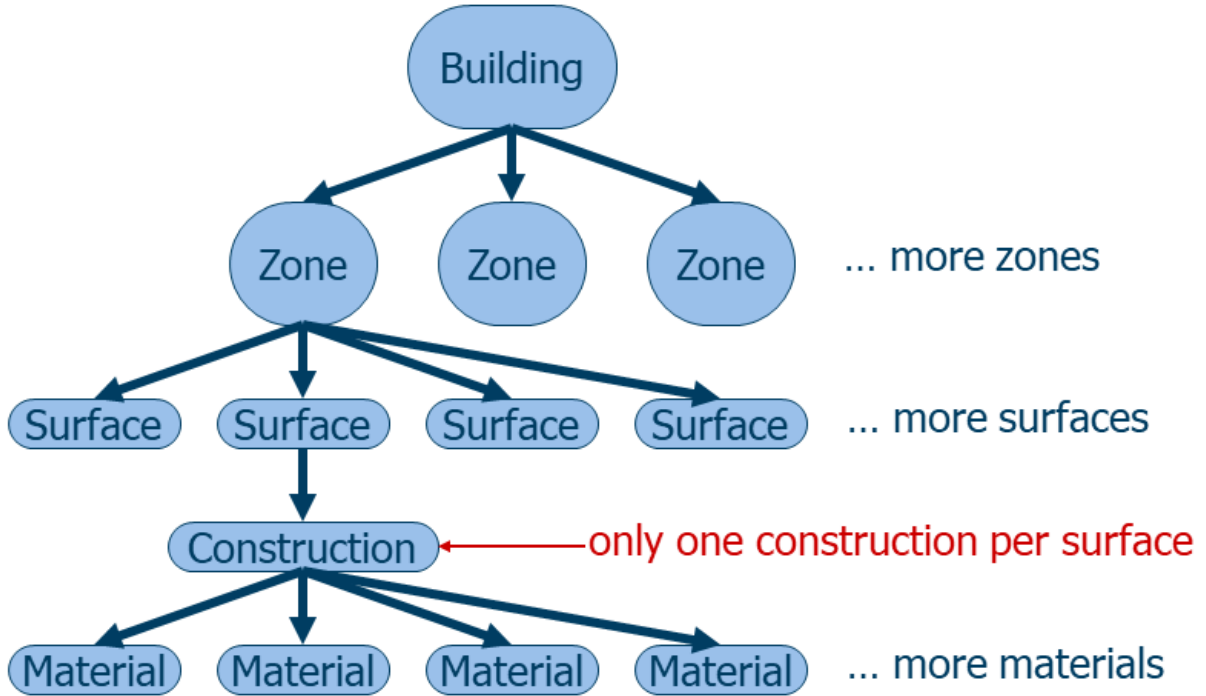 Building
Zone Zone Zone ... more zones
Surface Surface Surface Surface ... more surfaces
Construction only one construction per surface
Material Material Material Material ... more materials